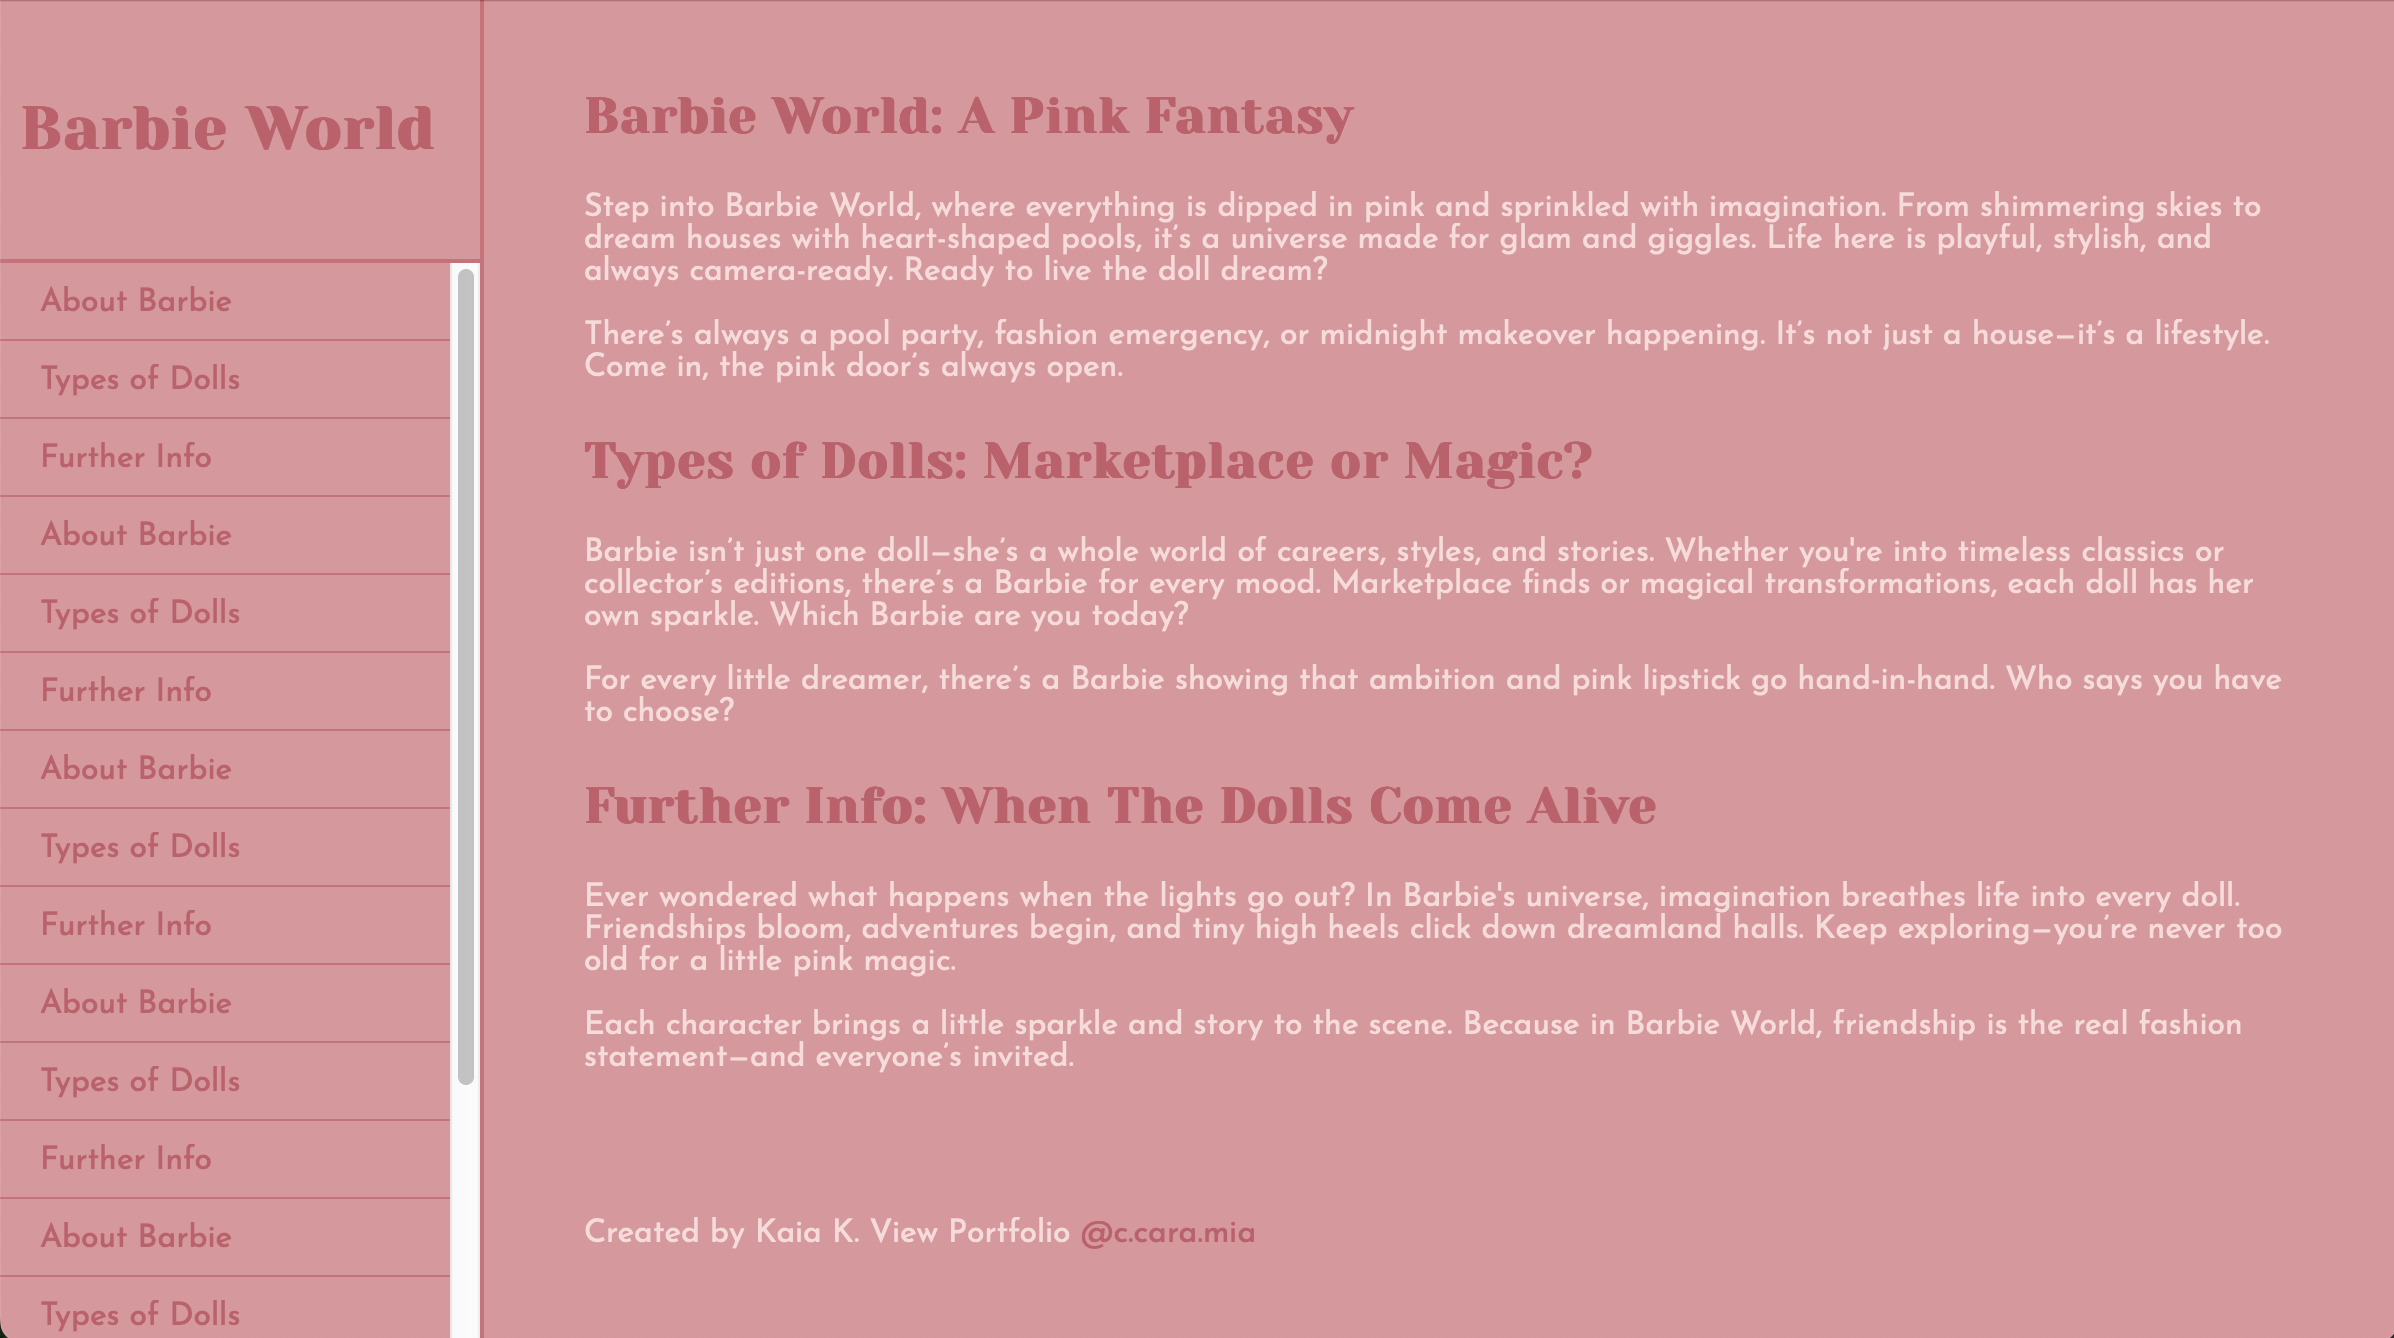 Barbie World
About Barbie
Types of Dolls
Further Info
About Barbie
Types of Dolls
Further Info
About Barbie
Types of Dolls
Further Info
About Barbie
Types of Dolls
Further Info
About Barbie
Types of Dolls
Barbie World: A Pink Fantasy
Step into Barbie World, where everything is dipped in pink and sprinkled with imagination. From shimmering skies to
dream houses with heart-shaped pools, it’s a universe made for glam and giggles. Life here is playful, stylish, and
always camera-ready. Ready to live the doll dream?
There’s always a pool party, fashion emergency, or midnight makeover happening. It’s not just a house—it’s a lifestyle.
Come in, the pink door’s always open.
Types of Dolls: Marketplace or Magic?
Barbie isn’t just one doll—she’s a whole world of careers, styles, and stories. Whether you're into timeless classics or
collector’s editions, there’s a Barbie for every mood. Marketplace finds or magical transformations, each doll has her
own sparkle. Which Barbie are you today?
For every little dreamer, there’s a Barbie showing that ambition and pink lipstick go hand-in-hand. Who says you have
to choose?
Further Info: When The Dolls Come Alive
Ever wondered what happens when the lights go out? In Barbie's universe, imagination breathes life into every doll.
Friendships bloom, adventures begin, and tiny high heels click down dreamland halls. Keep exploring—you’re never too
old for a little pink magic.
Each character brings a little sparkle and story to the scene. Because in Barbie World, friendship is the real fashion
statement—and everyone’s invited.
Created by Kaia K. View Portfolio @c.cara.mia